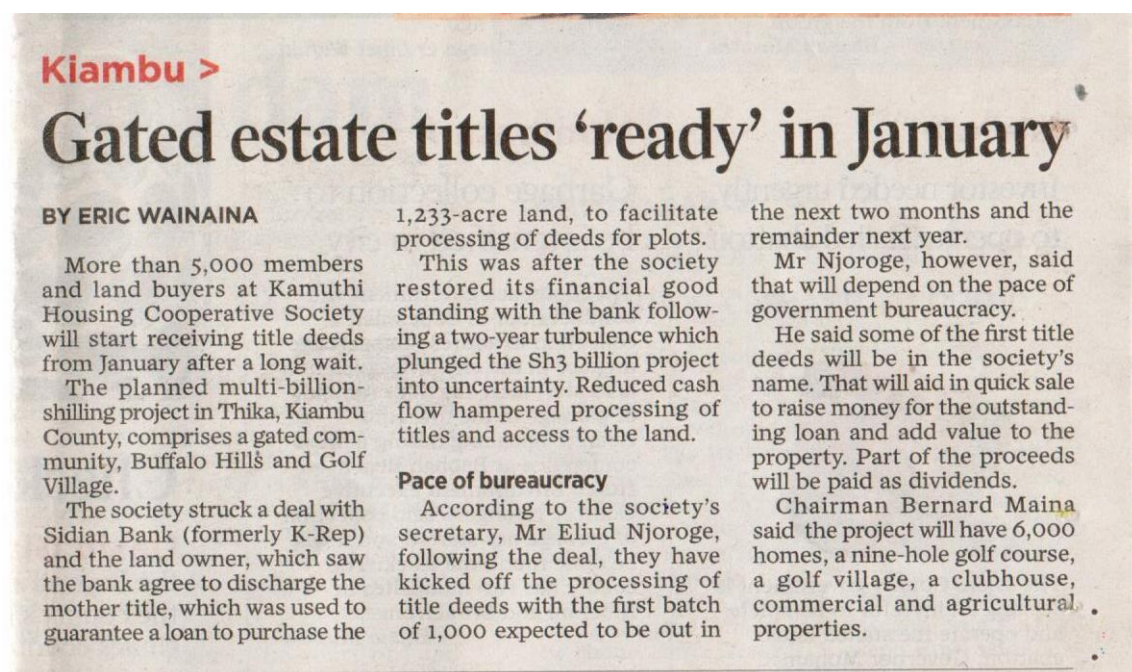 Kiambu >
Gated estate titles ‘ready’ in January
BY ERIC WAINAINA
More than 5,000 members
and land buyers at Kamuthi
Housing Cooperative Society
will start receiving title deeds
from January after a long wait.
The planned multi-billion-
shilling project in Thika, Kiambu
County, comprises a gated com-
munity, Buffalo Hills and Golf
Village.
The society struck a deal with
Sidian Bank (formerly K-Rep)
and the land owner, which saw
the bank agree to discharge the
mother title, which was used to
guarantee a loan to purchase the
1,233-acre land, to facilitate
processing of deeds for plots.
This was after the society
restored its financial good
standing with the bank follow-
ing a two-year turbulence which
plunged the Sh3 billion project
into uncertainty. Reduced cash
flow hampered processing of
titles and access to the land.
Pace of bureaucracy
According to the society’s
secretary, Mr Eliud Njoroge,
following the deal, they have
kicked off the processing of
title deeds with the first batch
of 1,000 expected to be out in
the next two months and the
remainder next year.
Mr Njoroge, however, said
that will depend on the pace of
government bureaucracy.
He said some of the first title
deeds will be in the society’s
name. That will aid in quick sale
to raise money for the outstand-
ing loan and add value to the
property. Part of the proceeds
will be paid as dividends.
Chairman Bernard Maina
said the project will have 6,000
homes, a nine-hole golf course,
a golf village, a clubhouse,
commercial and agricultural
properties.